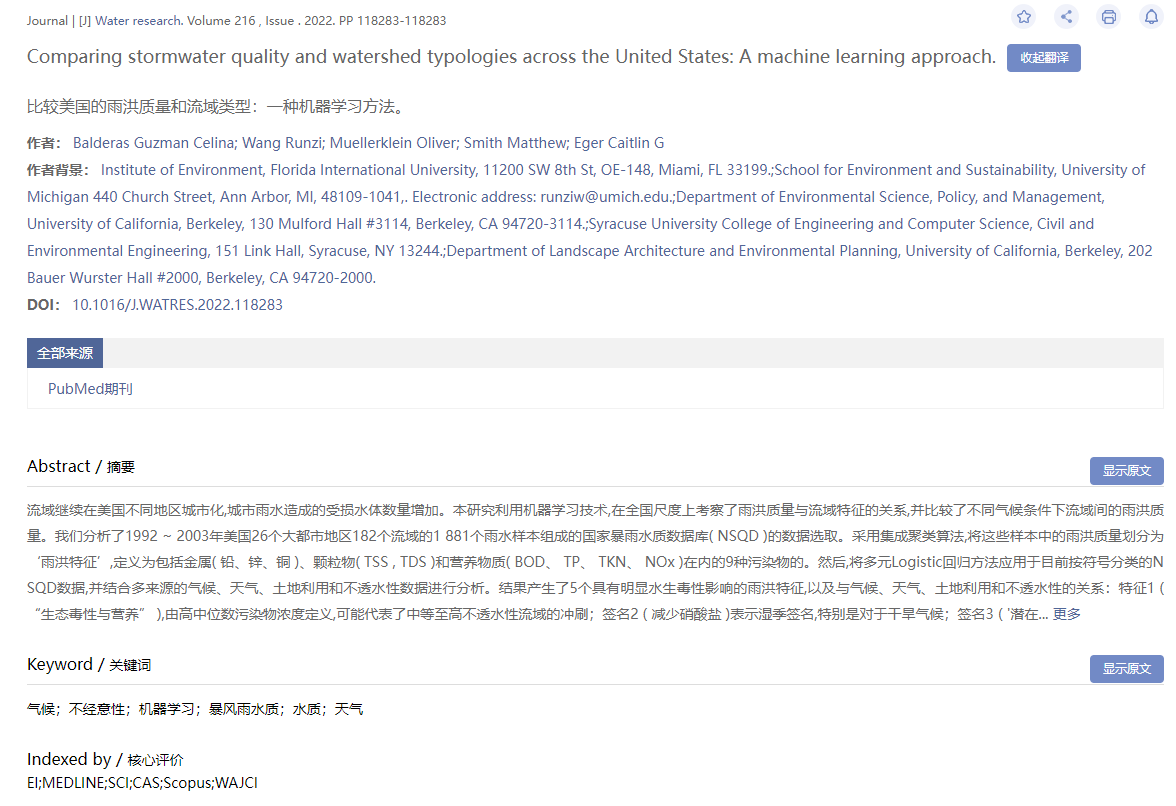 Journal | [J] Water research. Volume 216 , Issue . 2022. PP 118283-118283
Comparing stormwater quality and watershed typologies across the United States: A machine learning approach. 收起翻译
比较美国的雨洪质量和流域类型：一种机器学习方法。
作者： Balderas Guzman Celina; Wang Runzi; Muellerklein Oliver; Smith Matthew; Eger Caitlin G
作者背景： Institute of Environment, Florida International University, 11200 SW 8th St, OE-148, Miami, FL 33199.;School for Environment and Sustainability, University of
Michigan 440 Church Street, Ann Arbor, MI, 48109-1041,. Electronic address: runziw@umich.edu.;Department of Environmental Science, Policy, and Management,
University of California, Berkeley, 130 Mulford Hall #3114, Berkeley, CA 94720-3114.;Syracuse University College of Engineering and Computer Science, Civil and
Environmental Engineering, 151 Link Hall, Syracuse, NY 13244.;Department of Landscape Architecture and Environmental Planning, University of California, Berkeley, 202
Bauer Wurster Hall #2000, Berkeley, CA 94720-2000.
DOI： 10.1016/J.WATRES.2022.118283
全部来源
PubMed期刊
Abstract / 摘要
显示原文
流域继续在美国不同地区城市化,城市雨水造成的受损水体数量增加。本研究利用机器学习技术,在全国尺度上考察了雨洪质量与流域特征的关系,并比较了不同气候条件下流域间的雨洪质
量。我们分析了1992 ~ 2003年美国26个大都市地区182个流域的1 881个雨水样本组成的国家暴雨水质数据库( NSQD )的数据选取。采用集成聚类算法,将这些样本中的雨洪质量划分为
‘雨洪特征’,定义为包括金属( 铅、锌、铜 )、颗粒物( TSS , TDS )和营养物质( BOD、 TP、 TKN、 NOx )在内的9种污染物的。然后,将多元Logistic回归方法应用于目前按符号分类的N
SQD数据,并结合多来源的气候、天气、土地利用和不透水性数据进行分析。结果产生了5个具有明显水生毒性影响的雨洪特征,以及与气候、天气、土地利用和不透水性的关系：特征1 (
“生态毒性与营养” ),由高中位数污染物浓度定义,可能代表了中等至高不透水性流域的冲刷；签名2 ( 减少硝酸盐 )表示湿季签名,特别是对于干旱气候；签名3 ( '潜在... 更多
Keyword / 关键词
显示原文
气候；不经意性；机器学习；暴风雨水质；水质；天气
Indexed by / 核心评价
EI;MEDLINE;SCI;CAS;Scopus;WAJCI